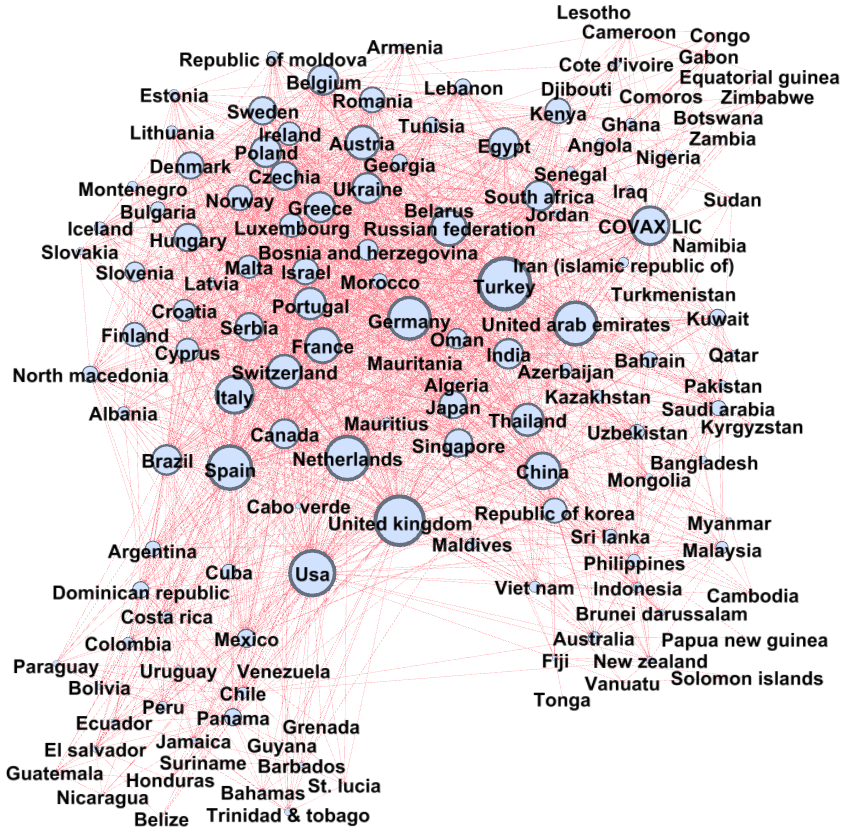 Lesotho
Cameroon
Congo
Republic of moldova
Armenia
Gabon
Cote d'ivoire
Belgium
Equatorial guinea
Lebanon
Djibouti
Estonia
Romania
Comoros
Zimbabwe
Sweden
Kenya
Botswana
Lithuania
Ireland
Tunisia
Ghana
Zambia
Poland
Austria
Egypt
Angola
Nigeria
Denmark
Czechia
Georgia
Senegal
Montenegro
Ukraine
Iraq
Norway
South africa
Sudan
Bulgaria
Greece
Belarus
Jordan
Iceland
Luxembourg
Russian federation
COVAX LIC
Hungary
Namibia
Slovakia
Bosnia and herzegovina
Slovenia
Malta
Israel
Iran (islamic republic of)
Latvia
Morocco
Turkey
Turkmenistan
Croatia
Portugal
Germany
United arab emirates
Kuwait
Finland
Serbia
Oman
Cyprus
France
India
Qatar
North macedonia
Switzerland
Mauritania
Azerbaijan
Bahrain
Italy
Algeria
Pakistan
Albania
Japan
Kazakhstan
Saudi arabia
Mauritius
Thailand
Kyrgyzstan
Canada
Singapore
Uzbekistan
Brazil
Spain
Netherlands
China
Bangladesh
Mongolia
Cabo verde
United kingdom
Republic of korea
Myanmar
Argentina
Maldives
Sri lanka
Malaysia
Cuba
Usa
Philippines
Dominican republic
Viet nam
Indonesia
Cambodia
Costa rica
Brunei darussalam
Colombia
Mexico
Australia
Papua new guinea
Paraguay
Uruguay
Venezuela
Fiji
New zealand
Solomon islands
Bolivia
Chile
Vanuatu
Peru
Tonga
Ecuador
Panama
Grenada
El salvador
Jamaica
Guyana
Guatemala
Suriname
Barbados
Honduras
St. lucia
Nicaragua
Bahamas
Belize
Trinidad & tobago